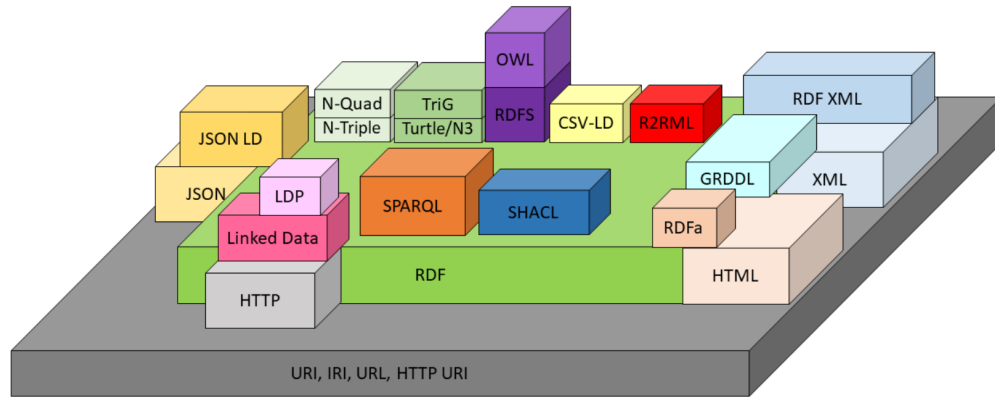 OWL
N-Quad
TriG
RDF XML
N-Triple
Turtle/N3
RDFS
CSV-LD
R2RML
JSON LD
JSON
LDP
SPARQL
SHACL
GRDDL
XML
Linked Data
RDFa
RDF
HTML
HTTP
URI, IRI, URL, HTTP URI